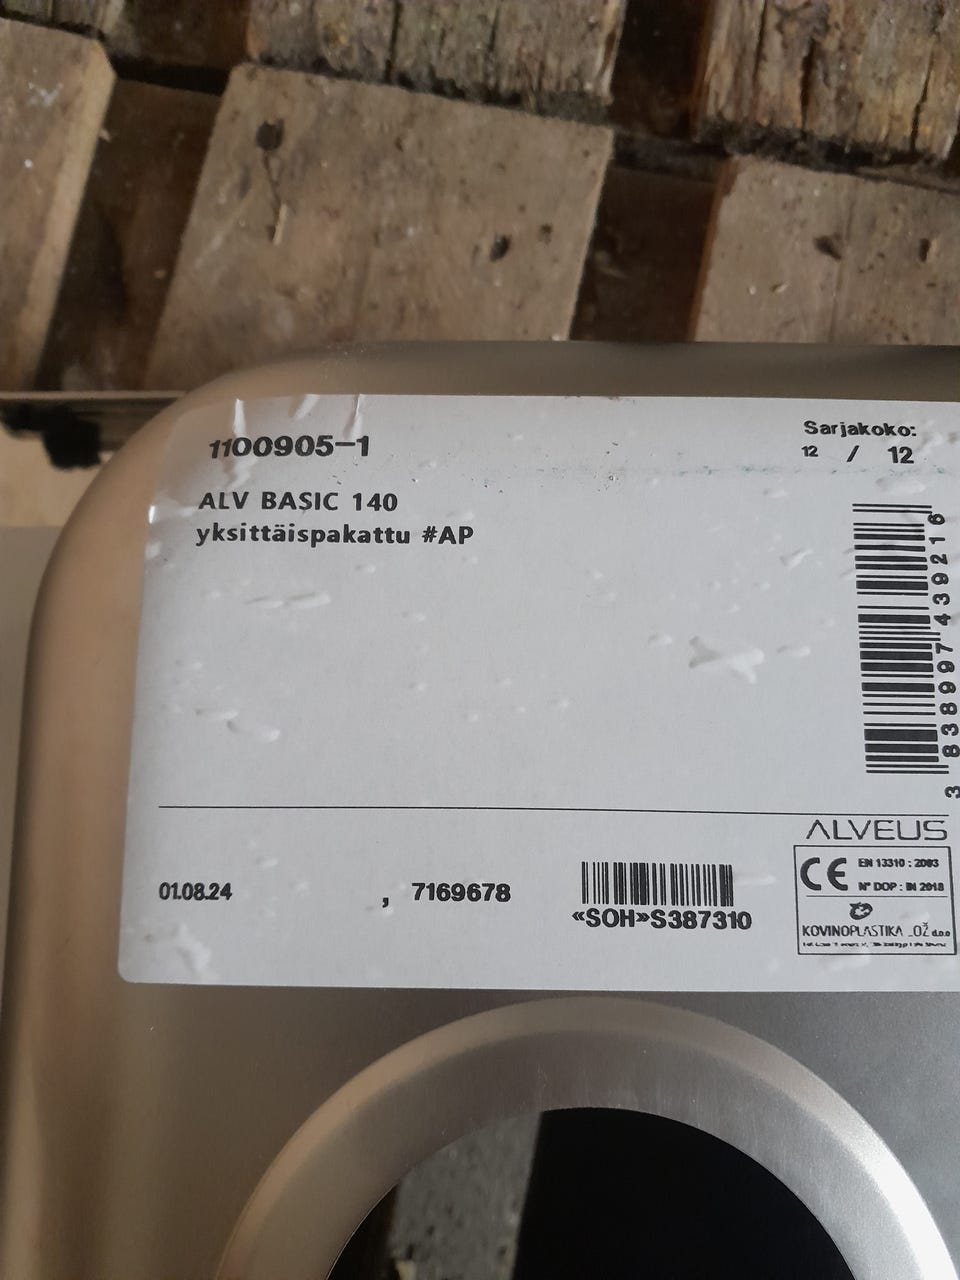 1100905-1
Sarjakoko:
12 / 12
ALV BASIC 140
yksittäispakattu #AP
3 838997 439216
ALVEUS
CE
EN 13310 : 2003
N° DOP : IN 2018
KOVINOPLASTIKA LOŽ d.o.o
01.08.24
, 7169678
«SOH»S387310